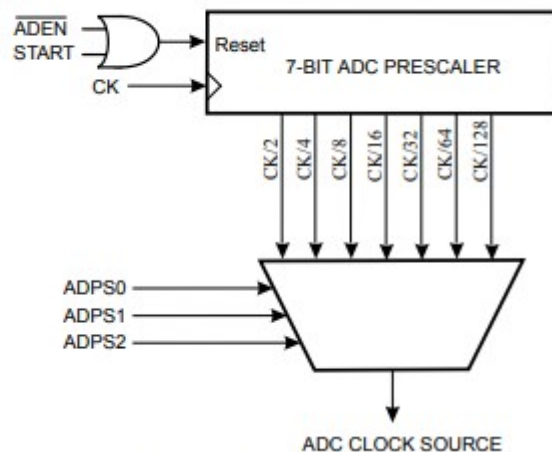 ADEN
START
Reset
CK
7-BIT ADC PRESCALER
CK/2
CK/4
CK/8
CK/16
CK/32
CK/64
CK/128
ADPS0
ADPS1
ADPS2
ADC CLOCK SOURCE